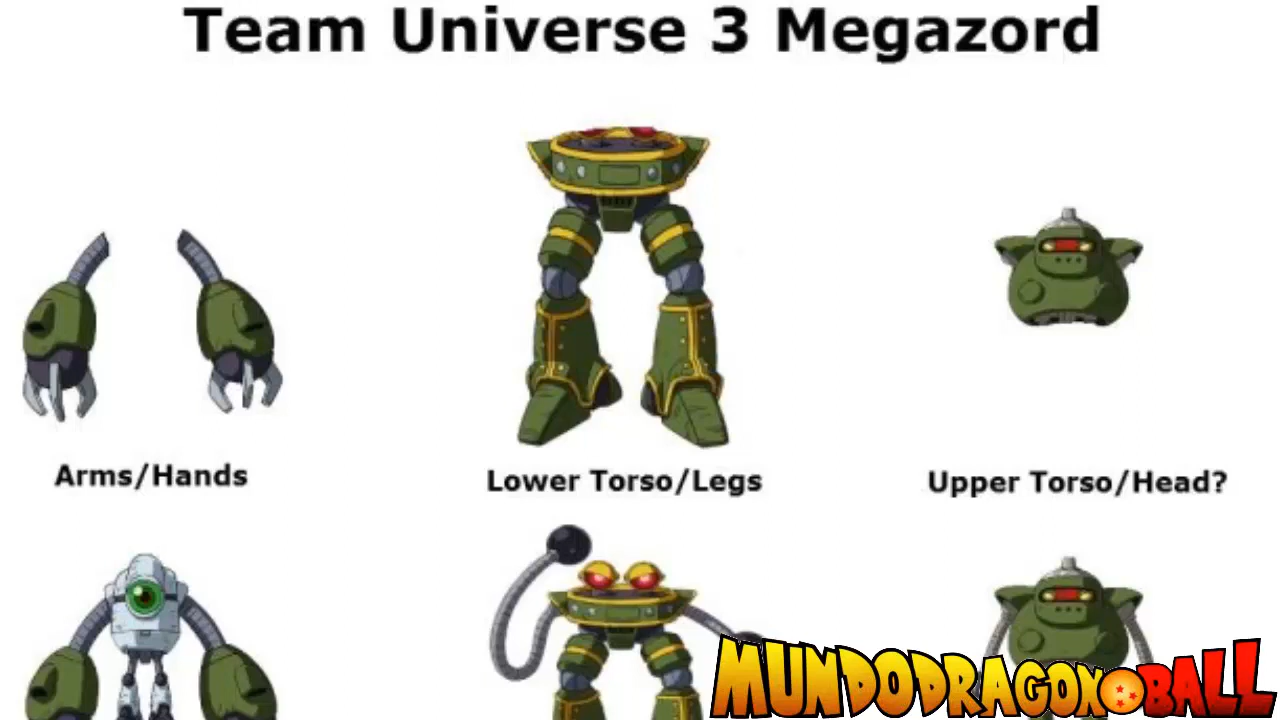 Team Universe 3 Megazord
Arms/Hands
Lower Torso/Legs
Upper Torso/Head?
MUNDODRAGONBALL